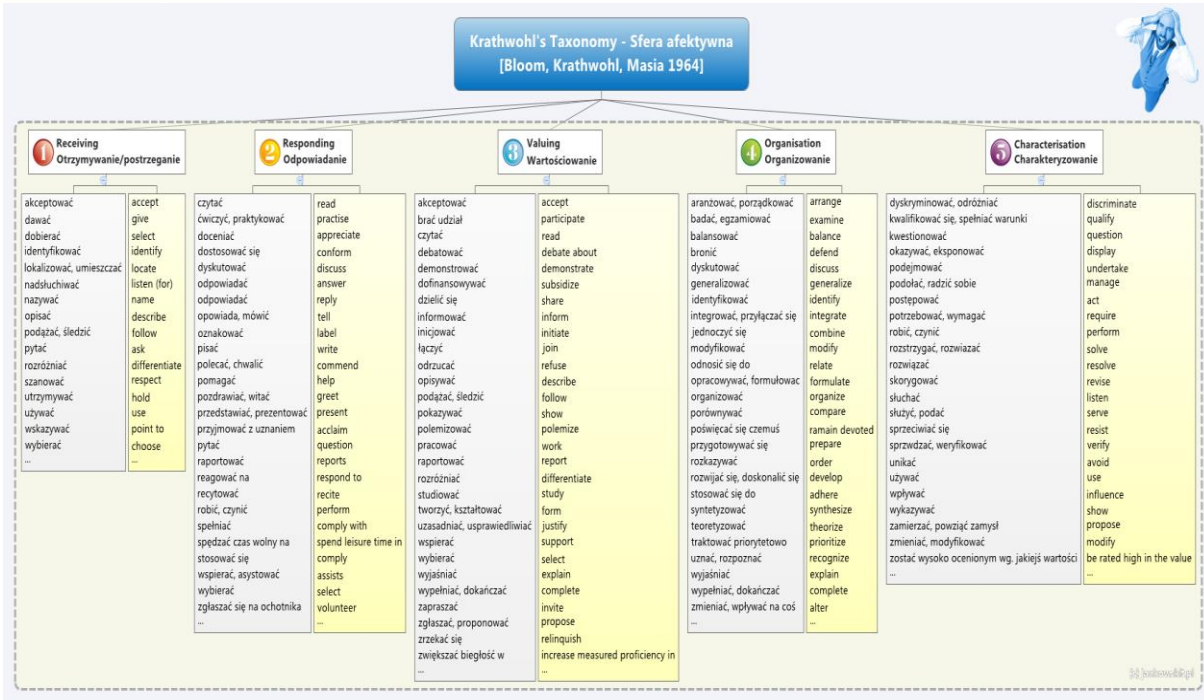 Krathwohl's Taxonomy - Sfera afektywna
[Bloom, Krathwohl, Masia 1964]
1
Receiving
Otrzymywanie/postrzeganie
akceptować
dawać
dobierać
identyfikować
lokalizować, umieszczać
nadsłuchiwać
nazywać
opisać
podążać, śledzić
pytać
rozróżniać
szanować
utrzymywać
używać
wskazywać
wybierać
...
accept
give
select
identify
locate
listen (for)
name
describe
follow
ask
differentiate
respect
hold
use
point to
choose
...
2
Responding
Odpowiadanie
czytać
ćwiczyć, praktykować
doceniać
dostosować się
dyskutować
odpowiadać
odpowiadać
opowiada, mówić
oznakować
pisać
polecać, chwalić
pomagać
pozdrawiać, witać
przedstawiać, prezentować
przyjmować z uznaniem
pytać
raportować
reagować na
recytować
robić, czynić
spełniać
spędzać czas wolny na
stosować się
wspierać, asystować
wybierać
zgłaszać się na ochotnika
...
read
practise
appreciate
conform
discuss
answer
reply
tell
label
write
commend
help
greet
present
acclaim
question
reports
respond to
recite
perform
comply with
spend leisure time in
comply
assists
select
volunteer
...
3
Valuing
Wartościowanie
akceptować
brać udział
czytać
debatować
demonstrować
dofinansowywać
dzielić się
informować
inicjować
łączyć
odrzucać
opisywać
podążać, śledzić
pokazywać
polemizować
pracować
raportować
rozróżniać
studiować
tworzyć, kształtować
uzasadniać, usprawiedliwiać
wspierać
wybierać
wyjaśniać
wypełniać, dokańczać
zapraszać
zgłaszać, proponować
zrzekać się
zwiększać biegłość w
...
accept
participate
read
debate about
demonstrate
subsidize
share
inform
initiate
join
refuse
describe
follow
show
polemize
work
report
differentiate
study
form
justify
support
select
explain
complete
invite
propose
relinquish
increase measured proficiency in
...
4
Organisation
Organizowanie
aranżować, porządkować
badać, egzamiować
balansować
bronić
dyskutować
generalizować
identyfikować
integrować, przyłączać się
jednoczyć się
modyfikować
odnosić się do
opracowywać, formułowac
organizować
porównywać
poświęcać się czemuś
przygotowywać się
rozkazywać
rozwijać się, doskonalić się
stosować się do
syntetyzować
teoretyzować
traktować priorytetowo
uznać, rozpoznać
wyjaśniać
wypełniać, dokańczać
zmieniać, wpływać na coś
...
arrange
examine
balance
defend
discuss
generalize
identify
integrate
combine
modify
relate
formulate
organize
compare
ramain devoted
prepare
order
develop
adhere
synthesize
theorize
prioritize
recognize
explain
complete
alter
...
5
Characterisation
Charakteryzowanie
dyskryminować, odróżniać
kwalifikować się, spełniać warunki
kwestionować
okazywać, eksponować
podejmować
podołać, radzić sobie
postępować
potrzebować, wymagać
robić, czynić
rozstrzygać, rozwiazać
rozwiązać
skorygować
słuchać
służyć, podać
sprzeciwiać się
sprzwdzać, weryfikować
unikać
używać
wpływać
wykazywać
zamierzać, powziąć zamysł
zmieniać, modyfikować
zostać wysoko ocenionym wg. jakiejś wartości
...
discriminate
qualify
question
display
undertake
manage
act
require
perform
solve
resolve
revise
listen
serve
resist
verify
avoid
use
influence
show
propose
modify
be rated high in the value
...